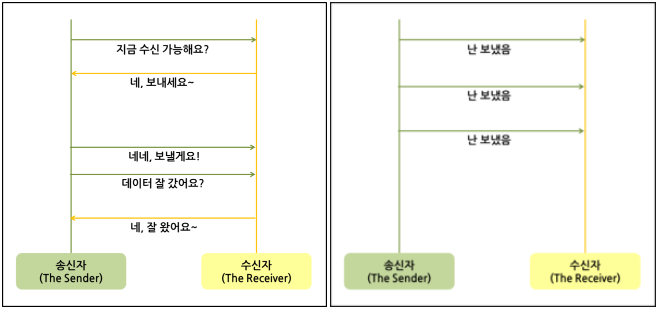 지금 수신 가능해요?
네, 보내세요~
네네, 보낼게요!
데이터 잘 갔어요?
네, 잘 왔어요~
송신자
(The Sender)
수신자
(The Receiver)
난 보냈음
난 보냈음
난 보냈음
송신자
(The Sender)
수신자
(The Receiver)